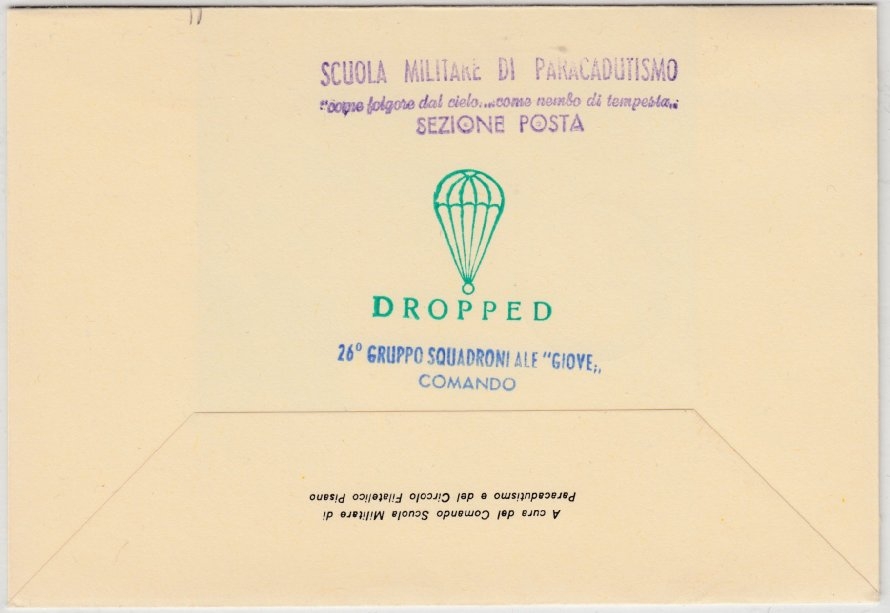 SCUOLA MILITARE DI PARACADUTISMO
"come folgore dal cielo...come nembo di tempesta„
SEZIONE POSTA
DROPPED
26° GRUPPO SQUADRONI ALE "GIOVE„
COMANDO
A cura del Comando Scuola Militare di
Paracadutismo e del Circolo Filatelico Pisano